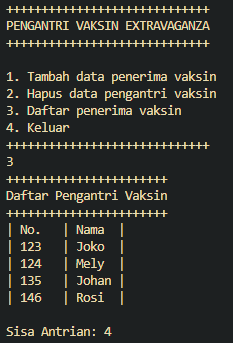 +++++++++++++++++++++++++++++
PENGANTRI VAKSIN EXTRAVAGANZA
+++++++++++++++++++++++++++++
1. Tambah data penerima vaksin
2. Hapus data pengantri vaksin
3. Daftar penerima vaksin
4. Keluar
+++++++++++++++++++++++++++++
3
+++++++++++++++++++++++
Daftar Pengantri Vaksin
+++++++++++++++++++++++
| No.   | Nama  |
| 123   | Joko  |
| 124   | Mely  |
| 135   | Johan |
| 146   | Rosi  |
Sisa Antrian: 4